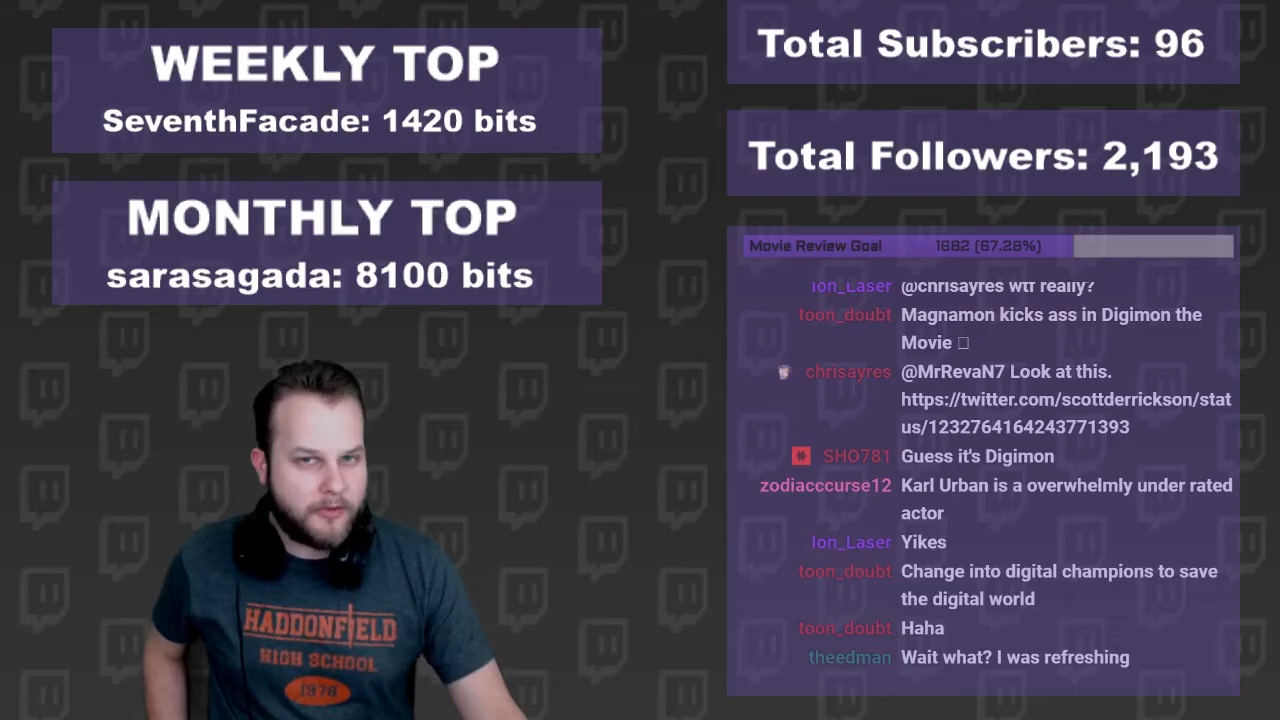 WEEKLY TOP
SeventhFacade: 1420 bits
MONTHLY TOP
sarasagada: 8100 bits
HADDONFIELD
HIGH SCHOOL
1978
Total Subscribers: 96
Total Followers: 2,193
Movie Review Goal 1682 (67.28%)
Ion_Laser @chrisayres wtf really?
toon_doubt Magnamon kicks ass in Digimon the
Movie
chrisayres @MrRevaN7 Look at this.
https://twitter.com/scottderrickson/stat
us/1232764164243771393
SHO781 Guess it's Digimon
zodiacccurse12 Karl Urban is a overwhelmly under rated
actor
Ion_Laser Yikes
toon_doubt Change into digital champions to save
the digital world
toon_doubt Haha
theedman Wait what? I was refreshing